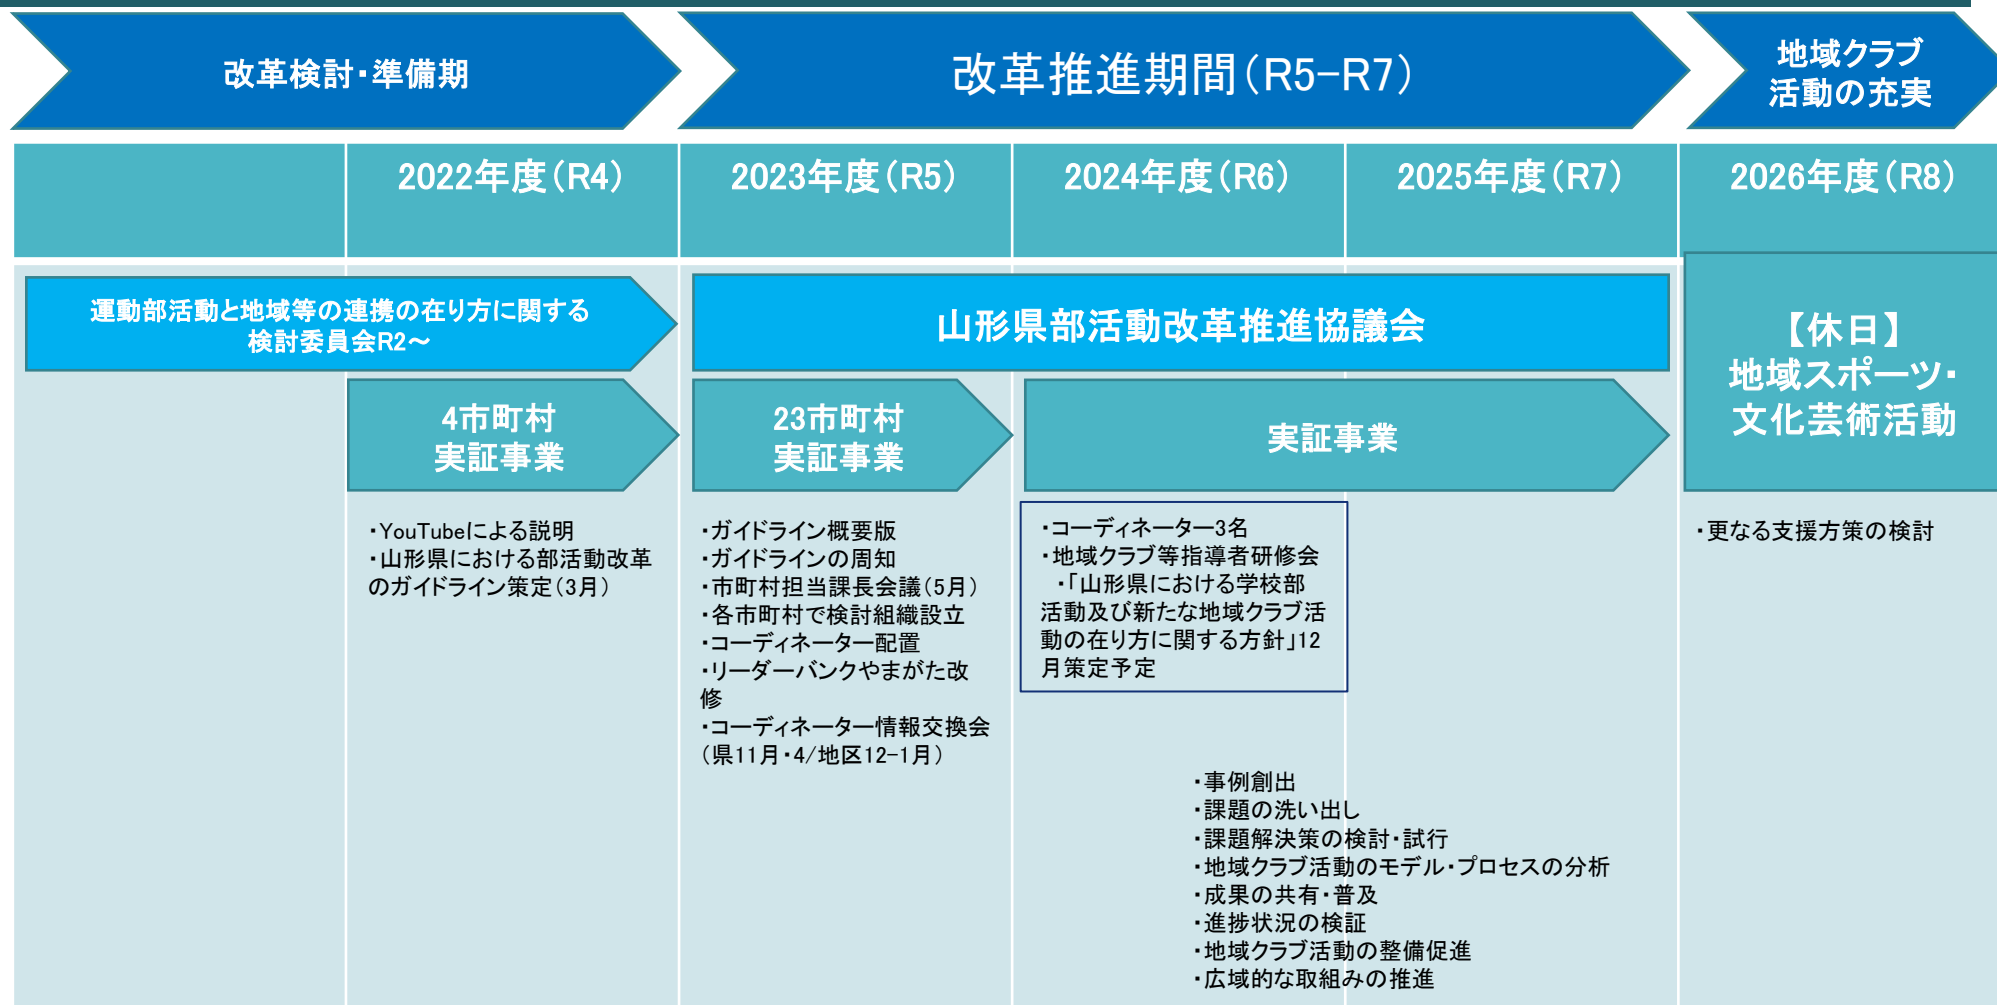 改革検討・準備期
改革推進期間（R5-R7）
地域クラブ
活動の充実
2022年度（R4）
2023年度（R5）
2024年度（R6）
2025年度（R7）
2026年度（R8）
運動部活動と地域等の連携の在り方に関する
検討委員会R2～
山形県部活動改革推進協議会
【休日】
地域スポーツ・
文化芸術活動
4市町村
実証事業
23市町村
実証事業
実証事業
・YouTubeによる説明
・山形県における部活動改革
のガイドライン策定（3月）
・ガイドライン概要版
・ガイドラインの周知
・市町村担当課長会議（5月）
・各市町村で検討組織設立
・コーディネーター配置
・リーダーバンクやまがた改
修
・コーディネーター情報交換会
（県11月・4/地区12-1月）
・コーディネーター3名
・地域クラブ等指導者研修会
・「山形県における学校部
活動及び新たな地域クラブ活
動の在り方に関する方針」12
月策定予定
・更なる支援方策の検討
・事例創出
・課題の洗い出し
・課題解決策の検討・試行
・地域クラブ活動のモデル・プロセスの分析
・成果の共有・普及
・進捗状況の検証
・地域クラブ活動の整備促進
・広域的な取組みの推進